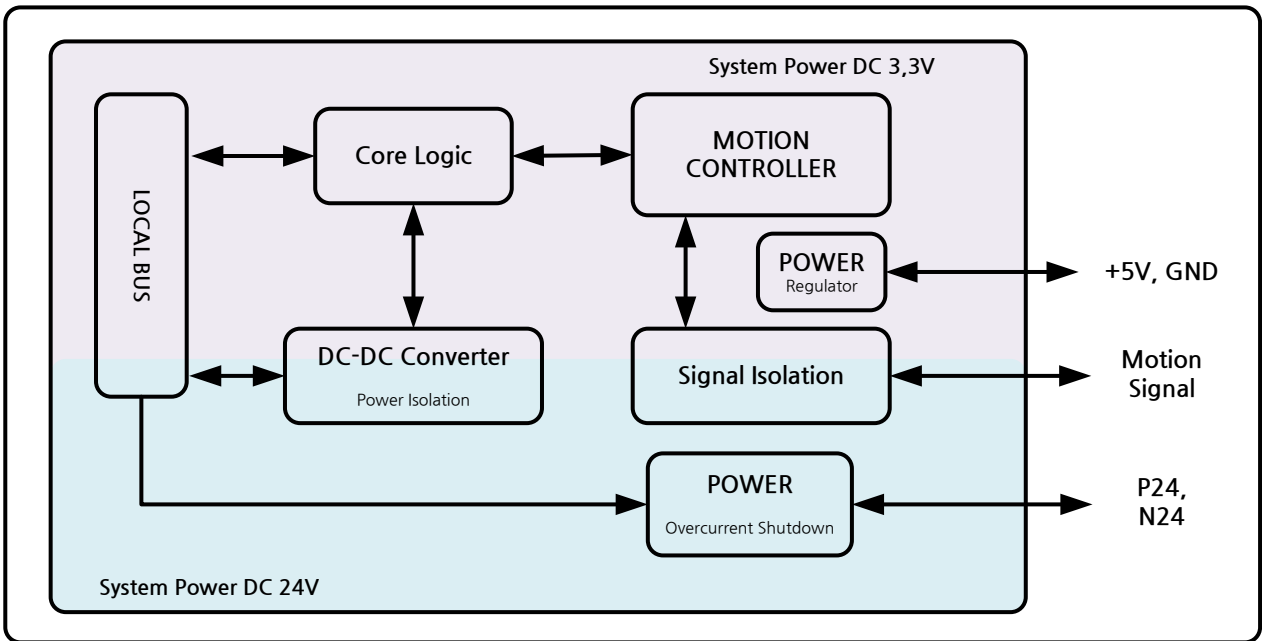 System Power DC 3,3V
LOCAL BUS
Core Logic
MOTION
CONTROLLER
POWER
Regulator
+5V, GND
DC-DC Converter
Power Isolation
Signal Isolation
Motion
Signal
POWER
Overcurrent Shutdown
P24,
N24
System Power DC 24V